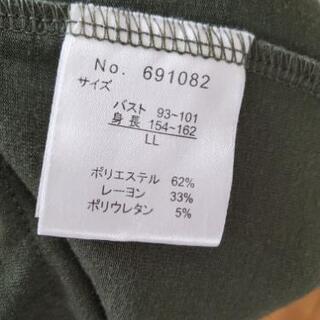 No. 691082
サイズ
バスト 93~101
身長 154~162
LL
ポリエステル 62%
レーヨン 33%
ポリウレタン 5%